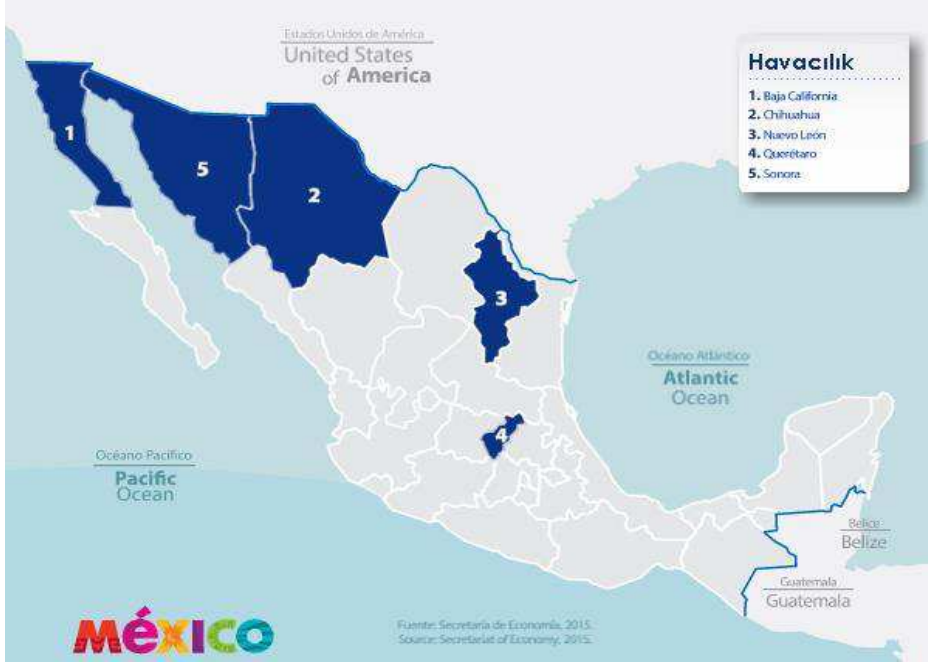 Estados Unidos de América
United States
of America
Havacılık
1. Baja California
2. Chihuahua
3. Nuevo León
4. Querétaro
5. Sonora
1
5
2
3
4
Océano Atlántico
Atlantic
Ocean
Océano Pacífico
Pacific
Ocean
Belice
Belize
Guatemala
Guatemala
MéXICO
Fuente: Secretaría de Economía, 2015.
Source: Secretariat of Economy, 2015.